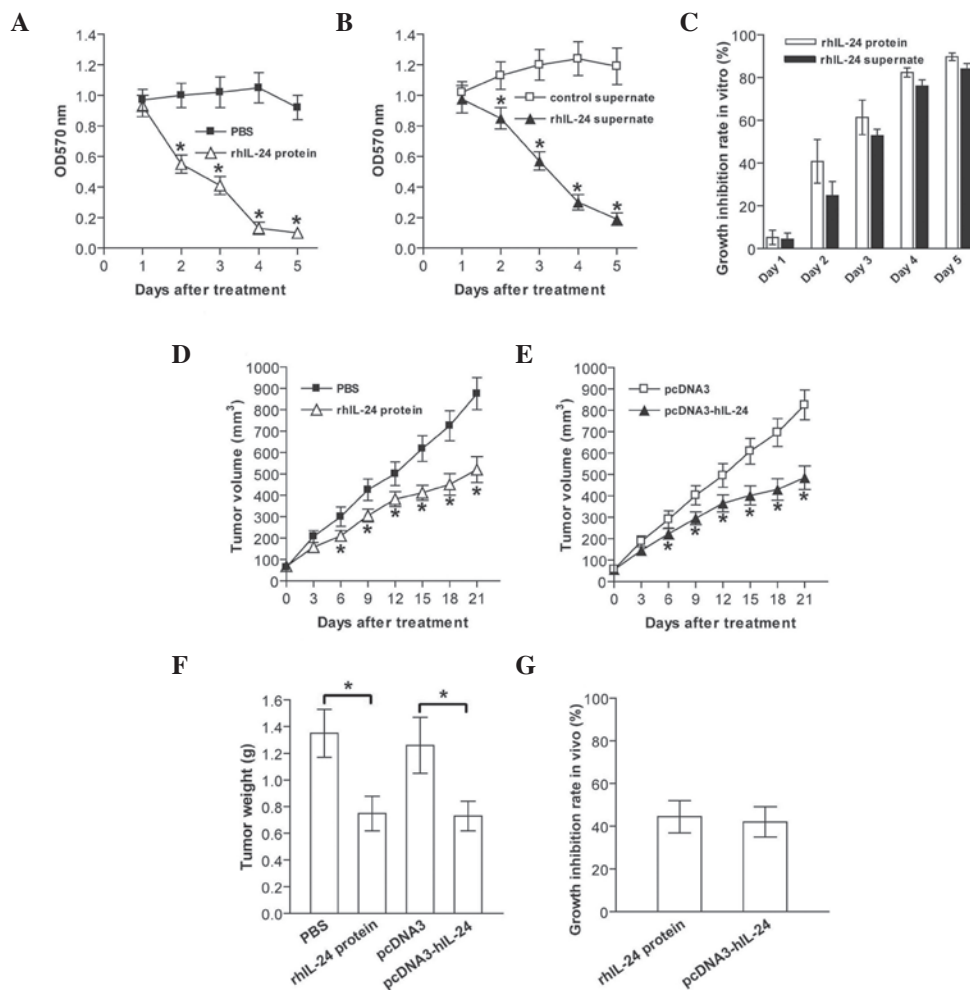 A
OD570 nm
1.4
1.2
1.0
0.8
0.6
0.4
0.2
0.0
PBS
rhIL-24 protein
*
*
*
*
0 1 2 3 4 5
Days after treatment
B
OD570 nm
1.4
1.2
1.0
0.8
0.6
0.4
0.2
0.0
control supernate
rhIL-24 supernate
*
*
*
*
0 1 2 3 4 5
Days after treatment
C
Growth inhibition rate in vitro (%)
100
80
60
40
20
0
rhIL-24 protein
rhIL-24 supernate
Day 1 Day 2 Day 3 Day 4 Day 5
D
Tumor volume (mm³)
1000
900
800
700
600
500
400
300
200
100
0
PBS
rhIL-24 protein
* * * * * *
0 3 6 9 12 15 18 21
Days after treatment
E
Tumor volume (mm³)
1000
900
800
700
600
500
400
300
200
100
0
pcDNA3
pcDNA3-hIL-24
* * * * * *
0 3 6 9 12 15 18 21
Days after treatment
F
Tumor weight (g)
1.6
1.4
1.2
1.0
0.8
0.6
0.4
0.2
0.0
* *
PBS
rhIL-24 protein
pcDNA3
pcDNA3-hIL-24
G
Growth inhibition rate in vivo (%)
100
80
60
40
20
0
rhIL-24 protein
pcDNA3-hIL-24